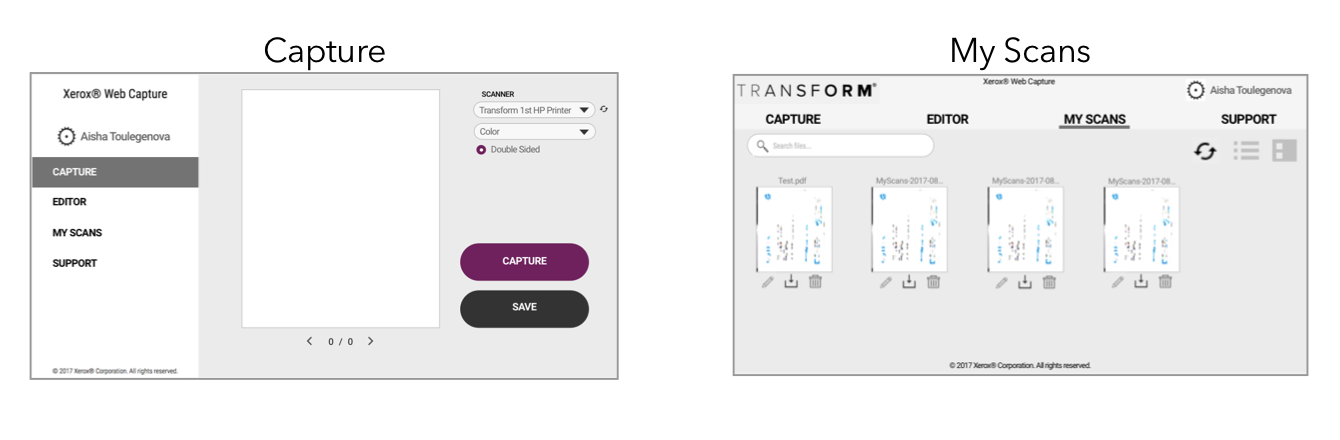 Capture
Xerox® Web Capture
Aisha Toulegenova
CAPTURE
EDITOR
MY SCANS
SUPPORT
© 2017 Xerox® Corporation. All rights reserved.
SCANNER
Transform 1st HP Printer
Color
Double Sided
CAPTURE
SAVE
0 / 0
My Scans
TRANSFORM®
Xerox® Web Capture
Aisha Toulegenova
CAPTURE EDITOR MY SCANS SUPPORT
Search files...
Test.pdf MyScans-2017-08... MyScans-2017-08... MyScans-2017-08...
© 2017 Xerox® Corporation. All rights reserved.